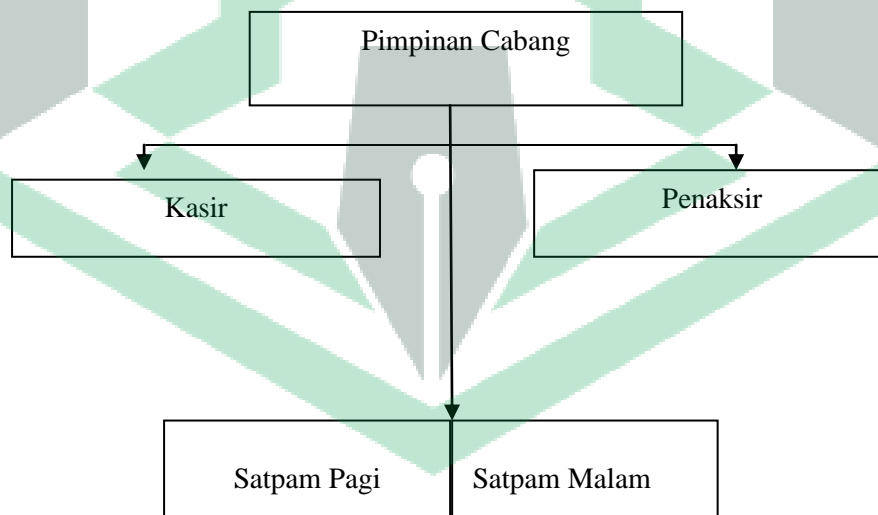 Pimpinan Cabang
Kasir
Penaksir
Satpam Pagi
Satpam Malam